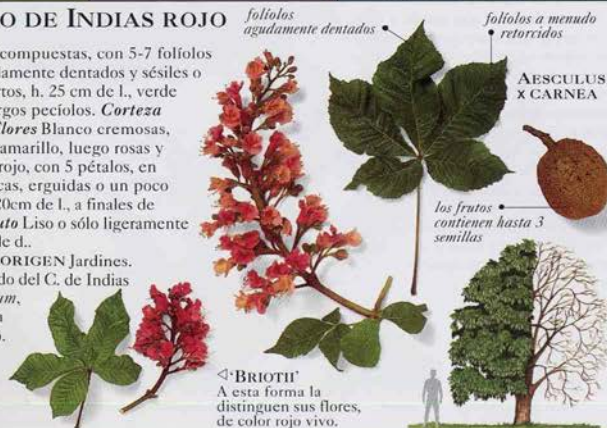 O DE INDIAS ROJO
compuestas, con 5-7 folíolos
amente dentados y sésiles o
rtos, h. 25 cm de l., verde
rgos pecíolos. Corteza
lores Blanco cremosas,
amarillo, luego rosas y
rojo, con 5 pétalos, en
cas, erguidas o un poco
20cm de l., a finales de
uto Liso o sólo ligeramente
le d..
ORIGEN Jardines.
do del C. de Indias
um,
folíolos
agudamente dentados
folíolos a menudo
retorcidos
AESCULUS
X CARNEA
los frutos
contienen hasta 3
semillas
◁'BRIOTII'
A esta forma la
distinguen sus flores,
de color rojo vivo.